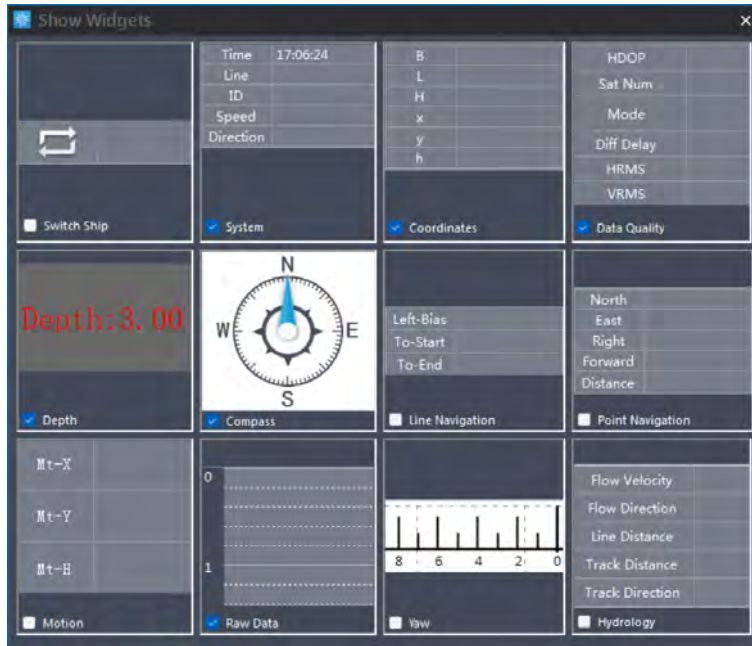 Show Widgets
Switch Ship
Time 17:06:24
Line
ID
Speed
Direction
System
B
L
H
x
y
h
Coordinates
HDOP
Sat Num
Mode
Diff Delay
HRMS
VRMS
Data Quality
Depth:3.00
Depth
N
W E
S
Compass
Left-Bias
To-Start
To-End
Line Navigation
North
East
Right
Forward
Distance
Point Navigation
Mt-X
Mt-Y
Mt-H
Motion
0
1
Raw Data
8 6 4 2 0
Yaw
Flow Velocity
Flow Direction
Line Distance
Track Distance
Track Direction
Hydrology